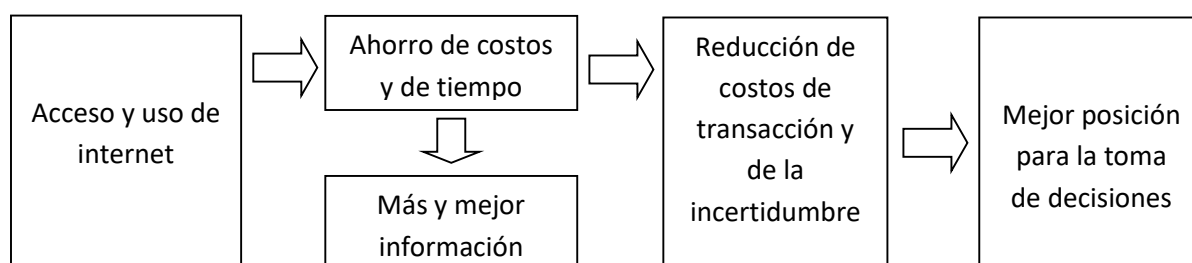 Acceso y uso de
internet
Ahorro de costos
y de tiempo
Más y mejor
información
Reducción de
costos de
transacción y
de la
incertidumbre
Mejor posición
para la toma
de decisiones